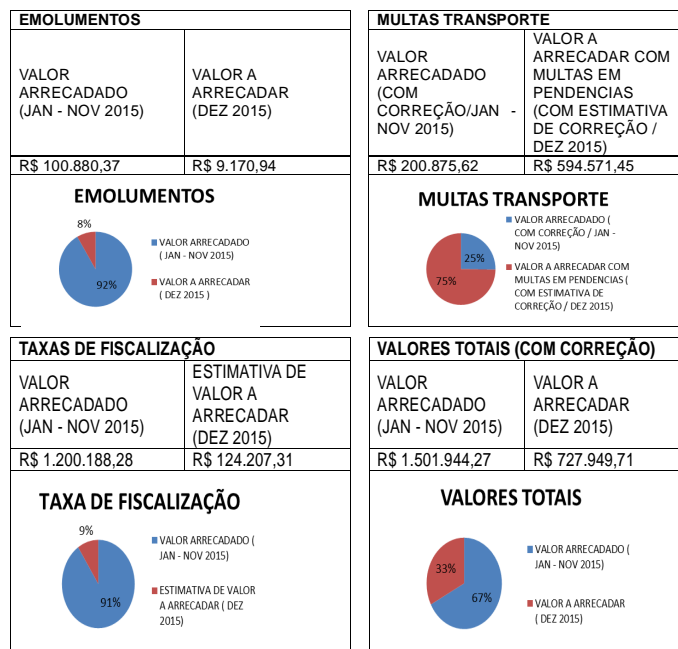 EMOLUMENTOS
VALOR
ARRECADADO
(JAN - NOV 2015)
VALOR A
ARRECADAR
(DEZ 2015)
R$ 100.880,37
R$ 9.170,94
EMOLUMENTOS
8%
92%
VALOR ARRECADADO
( JAN - NOV 2015)
VALOR A ARRECADAR
( DEZ 2015 )
MULTAS TRANSPORTE
VALOR
ARRECADADO
(COM
CORREÇÃO/JAN -
NOV 2015)
VALOR A
ARRECADAR COM
MULTAS EM
PENDENCIAS
(COM ESTIMATIVA
DE CORREÇÃO /
DEZ 2015)
R$ 200.875,62
R$ 594.571,45
MULTAS TRANSPORTE
25%
75%
VALOR ARRECADADO (
COM CORREÇÃO / JAN -
NOV 2015)
VALOR A ARRECADAR COM
MULTAS EM PENDENCIAS (
COM ESTIMATIVA DE
CORREÇÃO / DEZ 2015)
TAXAS DE FISCALIZAÇÃO
VALOR
ARRECADADO
(JAN - NOV 2015)
ESTIMATIVA DE
VALOR A
ARRECADAR
(DEZ 2015)
R$ 1.200.188,28
R$ 124.207,31
TAXA DE FISCALIZAÇÃO
9%
91%
VALOR ARRECADADO (
JAN - NOV 2015)
ESTIMATIVA DE VALOR
A ARRECADAR ( DEZ
2015)
VALORES TOTAIS (COM CORREÇÃO)
VALOR
ARRECADADO
(JAN - NOV 2015)
VALOR A
ARRECADAR
(DEZ 2015)
R$ 1.501.944,27
R$ 727.949,71
VALORES TOTAIS
33%
67%
VALOR ARRECADADO (
JAN - NOV 2015)
VALOR A ARRECADAR
( DEZ 2015)